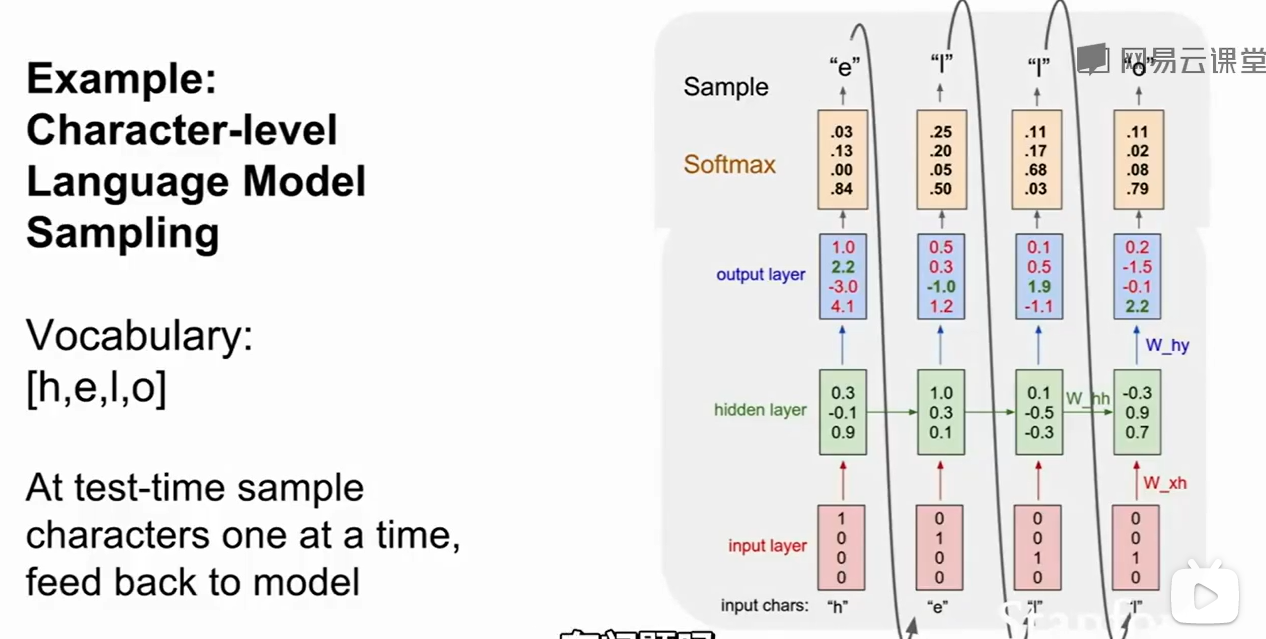 Example:
Character-level
Language Model
Sampling
Vocabulary:
[h,e,l,o]
At test-time sample
characters one at a time,
feed back to model
网易云课堂
Sample “e” “l” “l” “o”
Softmax
.03 .25 .11 .11
.13 .20 .17 .02
.00 .05 .68 .08
.84 .50 .03 .79
output layer
1.0 0.5 0.1 0.2
2.2 0.3 0.5 -1.5
-3.0 -1.0 1.9 -0.1
4.1 1.2 -1.1 2.2
W_hy
hidden layer
0.3 1.0 0.1 -0.3
-0.1 0.3 -0.5 0.9
0.9 0.1 -0.3 0.7
W_hh
W_xh
input layer
1 0 0 0
0 1 0 0
0 0 1 1
0 0 0 0
input chars: “h” “e” “l” “l”